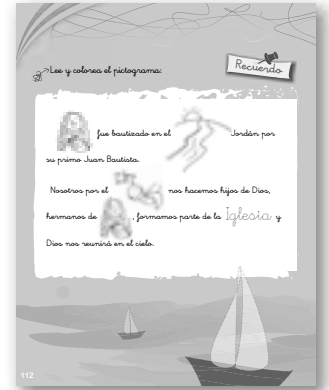 Recuerdo
Lee y colorea el pictograma:
fue bautizado en el Jordán por
su primo Juan Bautista.
Nosotros por el nos hacemos hijos de Dios,
hermanos de , formamos parte de la Iglesia y
Dios nos reunirá en el cielo.
112